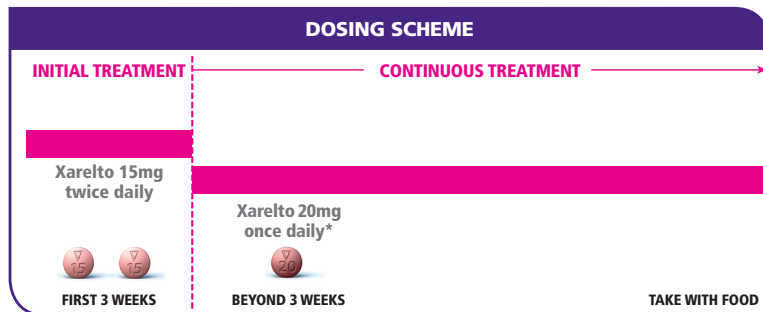 DOSING SCHEME
INITIAL TREATMENT
CONTINUOUS TREATMENT
Xarelto 15mg
twice daily
Xarelto 20mg
once daily*
15
15
20
FIRST 3 WEEKS
BEYOND 3 WEEKS
TAKE WITH FOOD